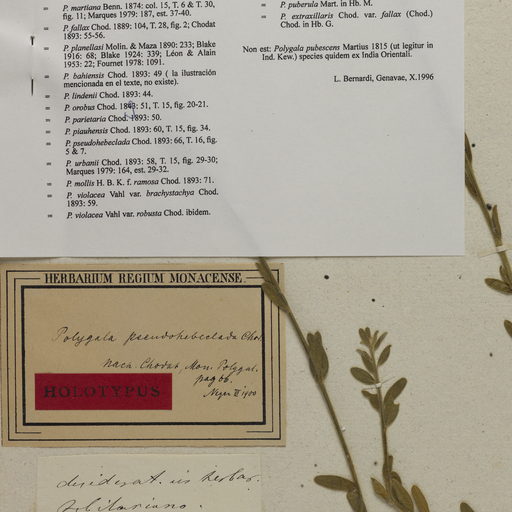 = P. martiana Benn. 1874: col. 15, T. 6 & T. 30,
fig. 11; Marques 1979: 187, est. 37-40.
= P. fallax Chod. 1889: 104, T. 28, fig. 2; Chodat
1893: 55-56.
= P. planellasi Molin. & Maza 1890: 233; Blake
1916: 68; Blake 1924: 339; Léon & Alain
1953: 22; Fournet 1978: 1091.
= P. bahiensis Chod. 1893: 49 ( la ilustración
mencionada en el texte, no existe).
= P. lindenii Chod. 1893: 44.
= P. orobus Chod. 1843: 51, T. 15, fig. 20-21.
= P. parietaria Chod. 1893: 50.
= P. piauhensis Chod. 1893: 60, T. 15, fig. 34.
= P. pseudohebeclada Chod. 1893: 66, T. 16, fig.
5 & 7.
= P. urbanii Chod. 1893: 58, T. 15, fig. 29-30;
Marques 1979: 164, est. 29-32.
= P. mollis H. B. K. f. ramosa Chod. 1893: 71.
= P. violacea Vahl var. brachystachya Chod.
1893: 59.
= P. violacea Vahl var. robusta Chod. ibidem.
= P. puberula Mart. in Hb. M.
= P. extraxillaris Chod. var. fallax (Chod.)
Chod. in Hb. G.
Non est: Polygala pubescens Martius 1815 (ut legitur in
Ind. Kew.) species quidem ex India Orientali.
L. Bernardi, Genavae, X.1996
HERBARIUM REGIUM MONACENSE.
Polygala pseudohebeclada Chod.
nach Chodat, Mon. Polygal.
pag 66.
HOLOTYPUS
desiderat. in herbar.